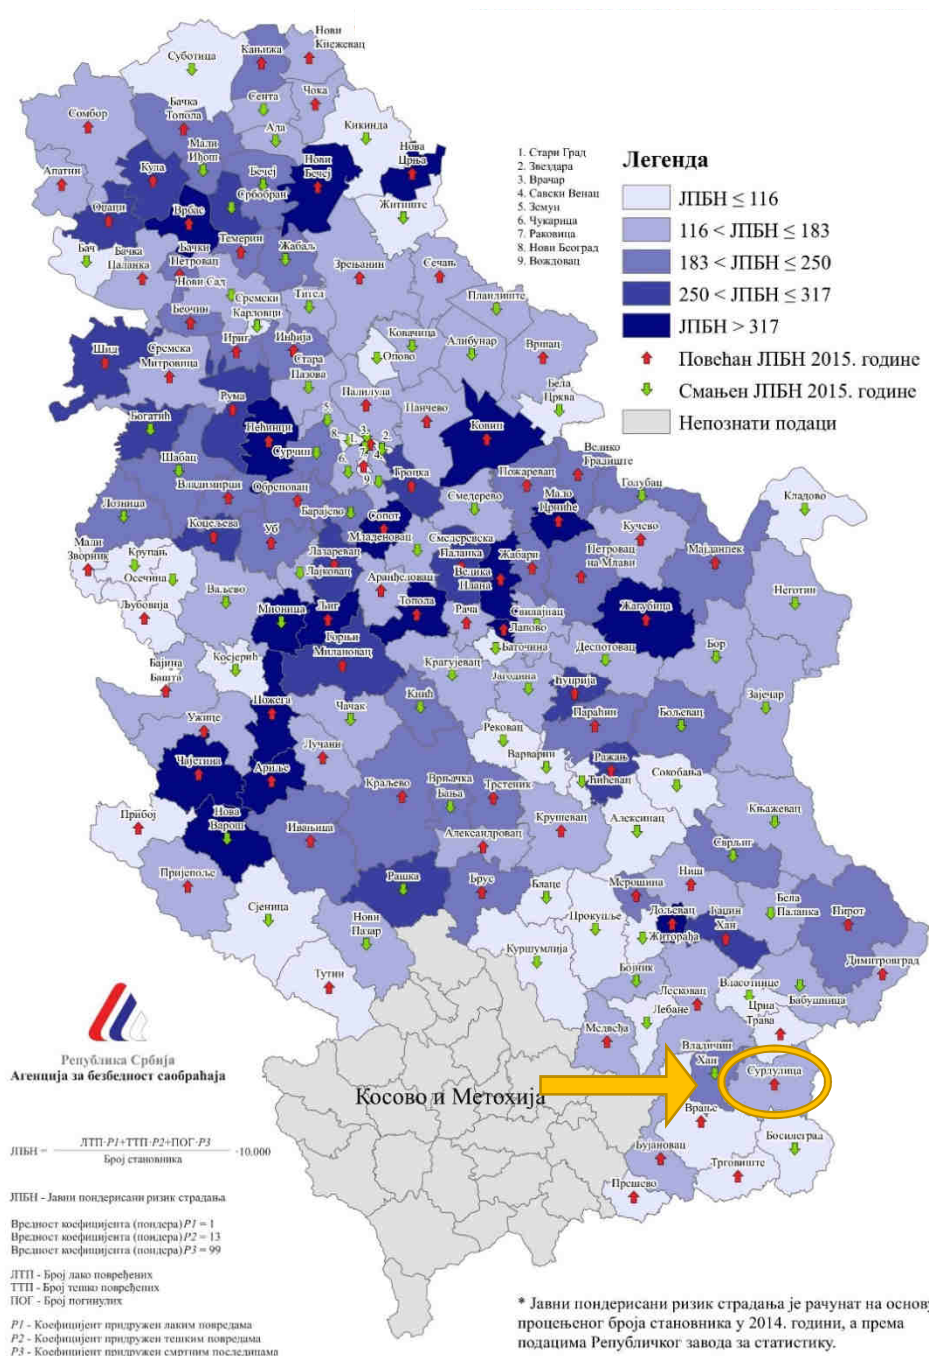 Суботица
Кањижа
Нови
Кнежевац
Сента
Чока
Сомбор
Бачка
Топола
Ада
Кикинда
Мали
Иђош
Нови
Бечеј
Нова
Црња
Апатин
Кула
Бечеј
Србобран
Оџаци
Врбас
Житиште
Бач
Бачка
Паланка
Бачки
Петровац
Темерин
Жабаљ
Зрењанин
Сечањ
Нови Сад
Сремски
Карловци
Тител
Пландиште
Беочин
Ковачица
Опово
Алибунар
Вршац
Шид
Сремска
Митровица
Ириг
Инђија
Стара
Пазова
Бела
Црква
Рума
Палилула
Панчево
Богатић
Пећинци
Ковин
Сурчин
5.
3.
8.
1.
2.
4.
6.
7.
9.
Шабац
Гроцка
Пожаревац
Велико
Градиште
Голубац
Кладово
Владимирци
Обреновац
Лозница
Барајево
Сопот
Смедерево
Мало
Црниће
Коцељева
Уб
Младеновац
Смедеревска
Паланка
Кучево
Мали
Зворник
Крупањ
Осечина
Лазаревац
Лајковац
Велика
Плана
Жабари
Петровац
на Млави
Мајданпек
Љубовија
Ваљево
Аранђеловац
Топола
Рача
Неготин
Мионица
Љиг
Свилајнац
Лапово
Жагубица
Горњи
Милановац
Баточина
Бајина
Башта
Косјерић
Крагујевац
Деспотовац
Бор
Јагодина
Ћуприја
Зајечар
Пожега
Чачак
Кнић
Параћин
Бољевац
Ужице
Лучани
Рековац
Варварин
Ражањ
Чајетина
Ариље
Ћићевац
Сокобања
Краљево
Врњачка
Бања
Трстеник
Прибој
Нова
Варош
Ивањица
Александровац
Крушевац
Алексинац
Књажевац
Сврљиг
Пријепоље
Рашка
Брус
Блаце
Мерошина
Ниш
Бела
Паланка
Пирот
Сјеница
Нови
Пазар
Прокупље
Дољевац
Гаџин
Хан
Житорађа
Куршумлија
Димитровград
Тутин
Бојник
Лесковац
Власотинце
Бабушница
Лебане
Црна
Трава
Медвеђа
Владичин
Хан
Сурдулица
Косово и Метохија
Врање
Босилеград
Бујановац
Трговиште
Прешево
1. Стари Град
2. Звездара
3. Врачар
4. Савски Венац
5. Земун
6. Чукарица
7. Раковица
8. Нови Београд
9. Вождовац
Легенда
ЈПБН ≤ 116
116 < ЈПБН ≤ 183
183 < ЈПБН ≤ 250
250 < ЈПБН ≤ 317
ЈПБН > 317
Повећан ЈПБН 2015. године
Смањен ЈПБН 2015. године
Непознати подаци
Република Србија
Агенција за безбедност саобраћаја
ЈПБН = ЛТП·P1+ТТП·P2+ПОГ·P3 ·10.000
Број становника
ЈПБН - Јавни пондерисани ризик страдања
Вредност коефицијента (пондера) P1 = 1
Вредност коефицијента (пондера) P2 = 13
Вредност коефицијента (пондера) P3 = 99
ЛТП - Број лако повређених
ТТП - Број тешко повређених
ПОГ - Број погинулих
P1 - Коефицијент придружен лаким повредама
P2 - Коефицијент придружен тешким повредама
P3 - Коефицијент придружен смртним последицама
* Јавни пондерисани ризик страдања је рачунат на основу
процењеног броја становника у 2014. години, а према
подацима Републичког завода за статистику.